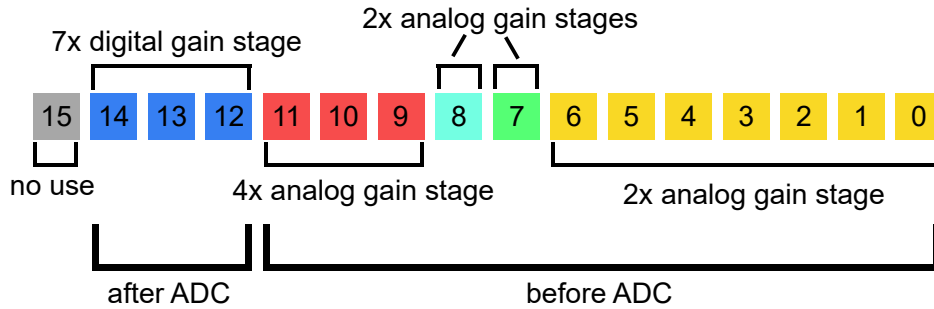 2x analog gain stages
7x digital gain stage
15 14 13 12 11 10 9 8 7 6 5 4 3 2 1 0
no use
4x analog gain stage
2x analog gain stage
after ADC
before ADC